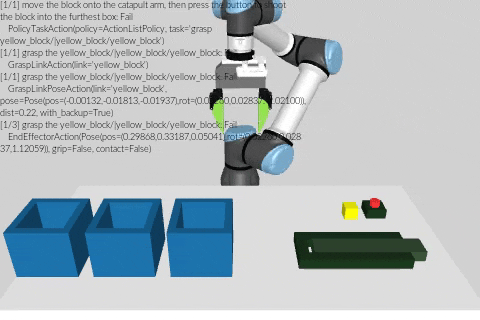 [1/1] move the block onto the catapult arm, then press the button to shoot
the block into the furthest box: Fail
PolicyTaskAction(policy=ActionListPolicy, task='grasp
yellow_block/|yellow_block/yellow_block')
[1/1] grasp the yellow_block/|yellow_block/yellow_block:
GraspLinkAction(link='yellow_block')
[1/1] grasp the yellow_block/|yellow_block/yellow_block: Fail
GraspLinkPoseAction(link='yellow_block',
pose=Pose(pos=(-0.00132,-0.01813,-0.01937),rot=
dist=0.22, with_backup=True)
[1/3] grasp the yellow_block/|yellow_block/yellow_block: Fail
EndEffectorAction(Pose(pos=(0.29868,0.33187,0.05041),rot=
37,1.12059)), grip=False, contact=False)